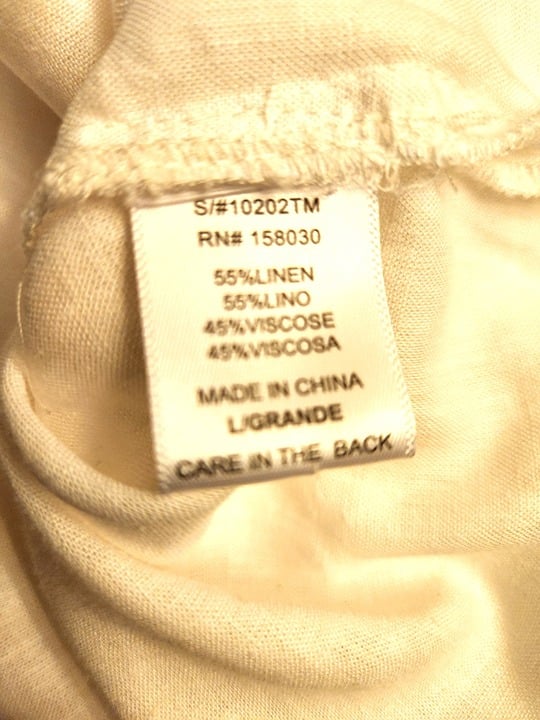 S/#10202TM
RN# 158030
55%LINEN
55%LINO
45%VISCOSE
45%VISCOSA
MADE IN CHINA
L/GRANDE
CARE IN THE BACK